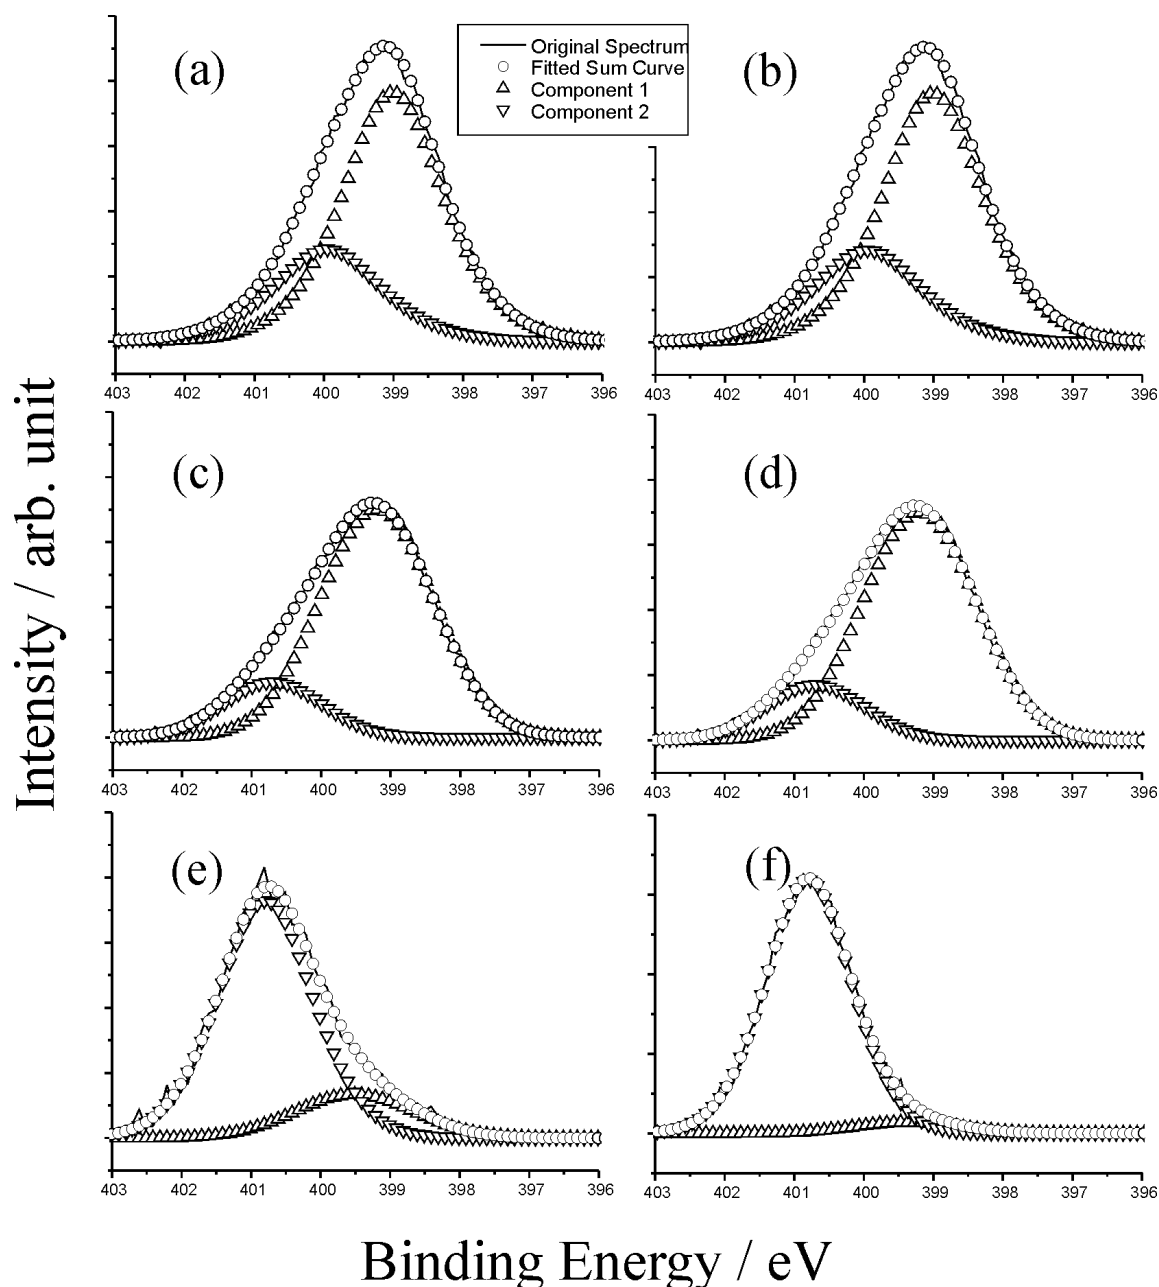 (a)
Original Spectrum
Fitted Sum Curve
Component 1
Component 2
(b)
403 402 401 400 399 398 397 396
403 402 401 400 399 398 397 396
(c)
(d)
403 402 401 400 399 398 397 396
403 402 401 400 399 398 397 396
(e)
(f)
403 402 401 400 399 398 397 396
403 402 401 400 399 398 397 396
Intensity / arb. unit
Binding Energy / eV